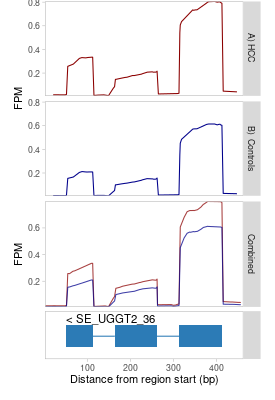 0.8
0.6
0.4
0.2
FPM
A) HCC
0.8
0.6
0.4
0.2
B) Controls
0.6
0.4
0.2
FPM
Combined
< SE_UGGT2_36
100 200 300 400
Distance from region start (bp)